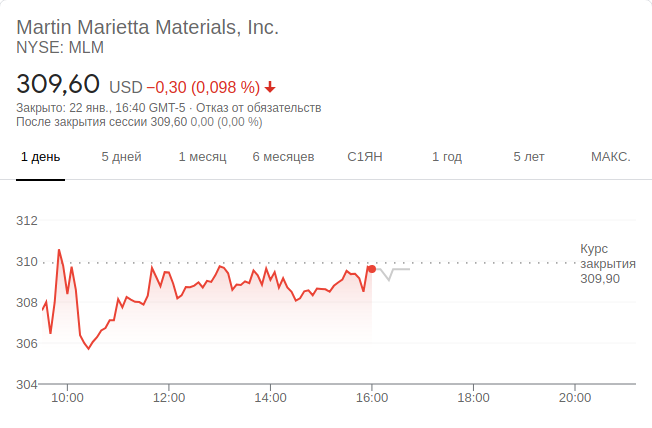 Martin Marietta Materials, Inc.
NYSE: MLM
309,60 USD −0,30 (0,098 %)
Закрыто: 22 янв., 16:40 GMT-5 · Отказ от обязательств
После закрытия сессии 309,60 0,00 (0,00 %)
1 день 5 дней 1 месяц 6 месяцев С1ЯН 1 год 5 лет МАКС.
312
310
308
306
304
Курс
закрытия
309,90
10:00 12:00 14:00 16:00 18:00 20:00